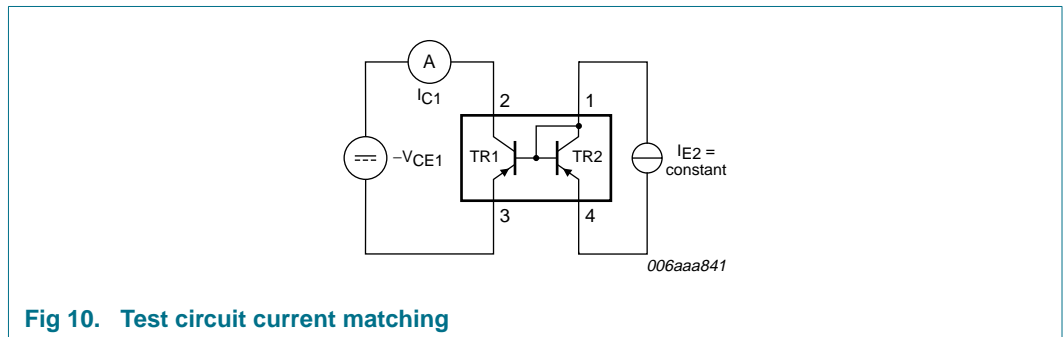 A
IC1
2
1
TR1
TR2
−VCE1
IE2 =
constant
3
4
006aaa841
Fig 10. Test circuit current matching